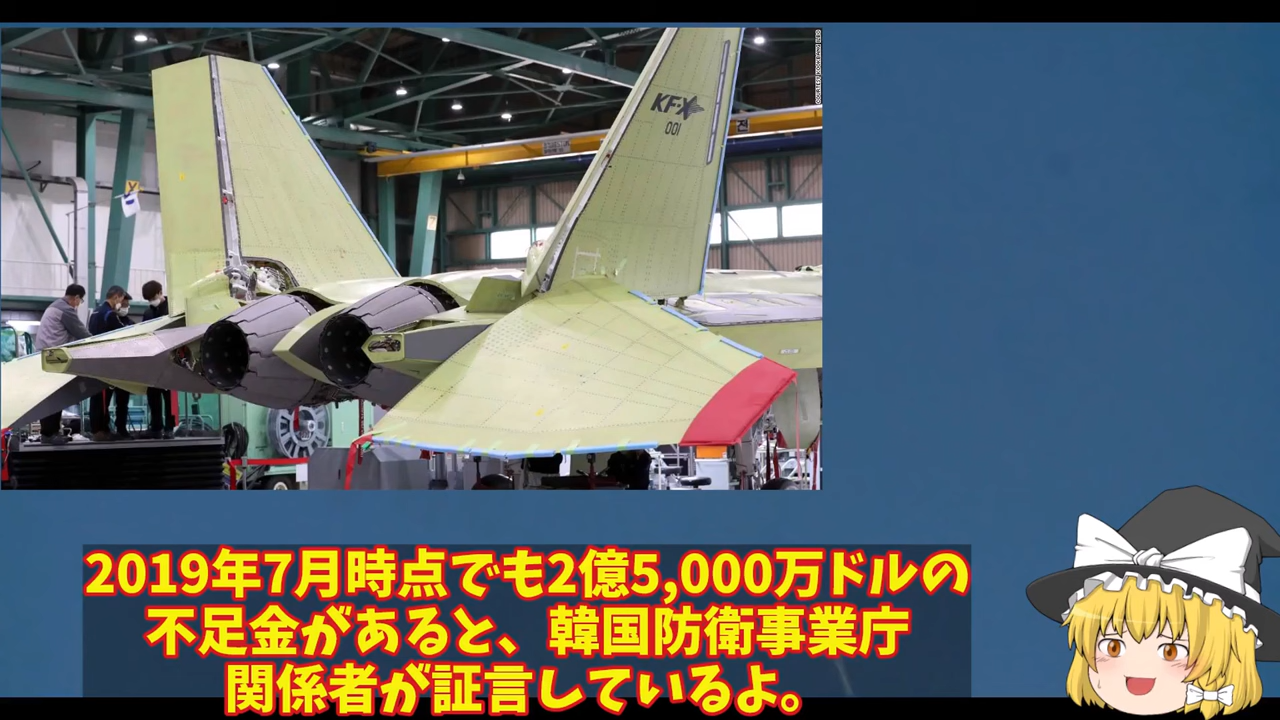 KF-X
001
2019年7月時点でも2億5,000万ドルの
不足金があると、韓国防衛事業庁
関係者が証言しているよ。